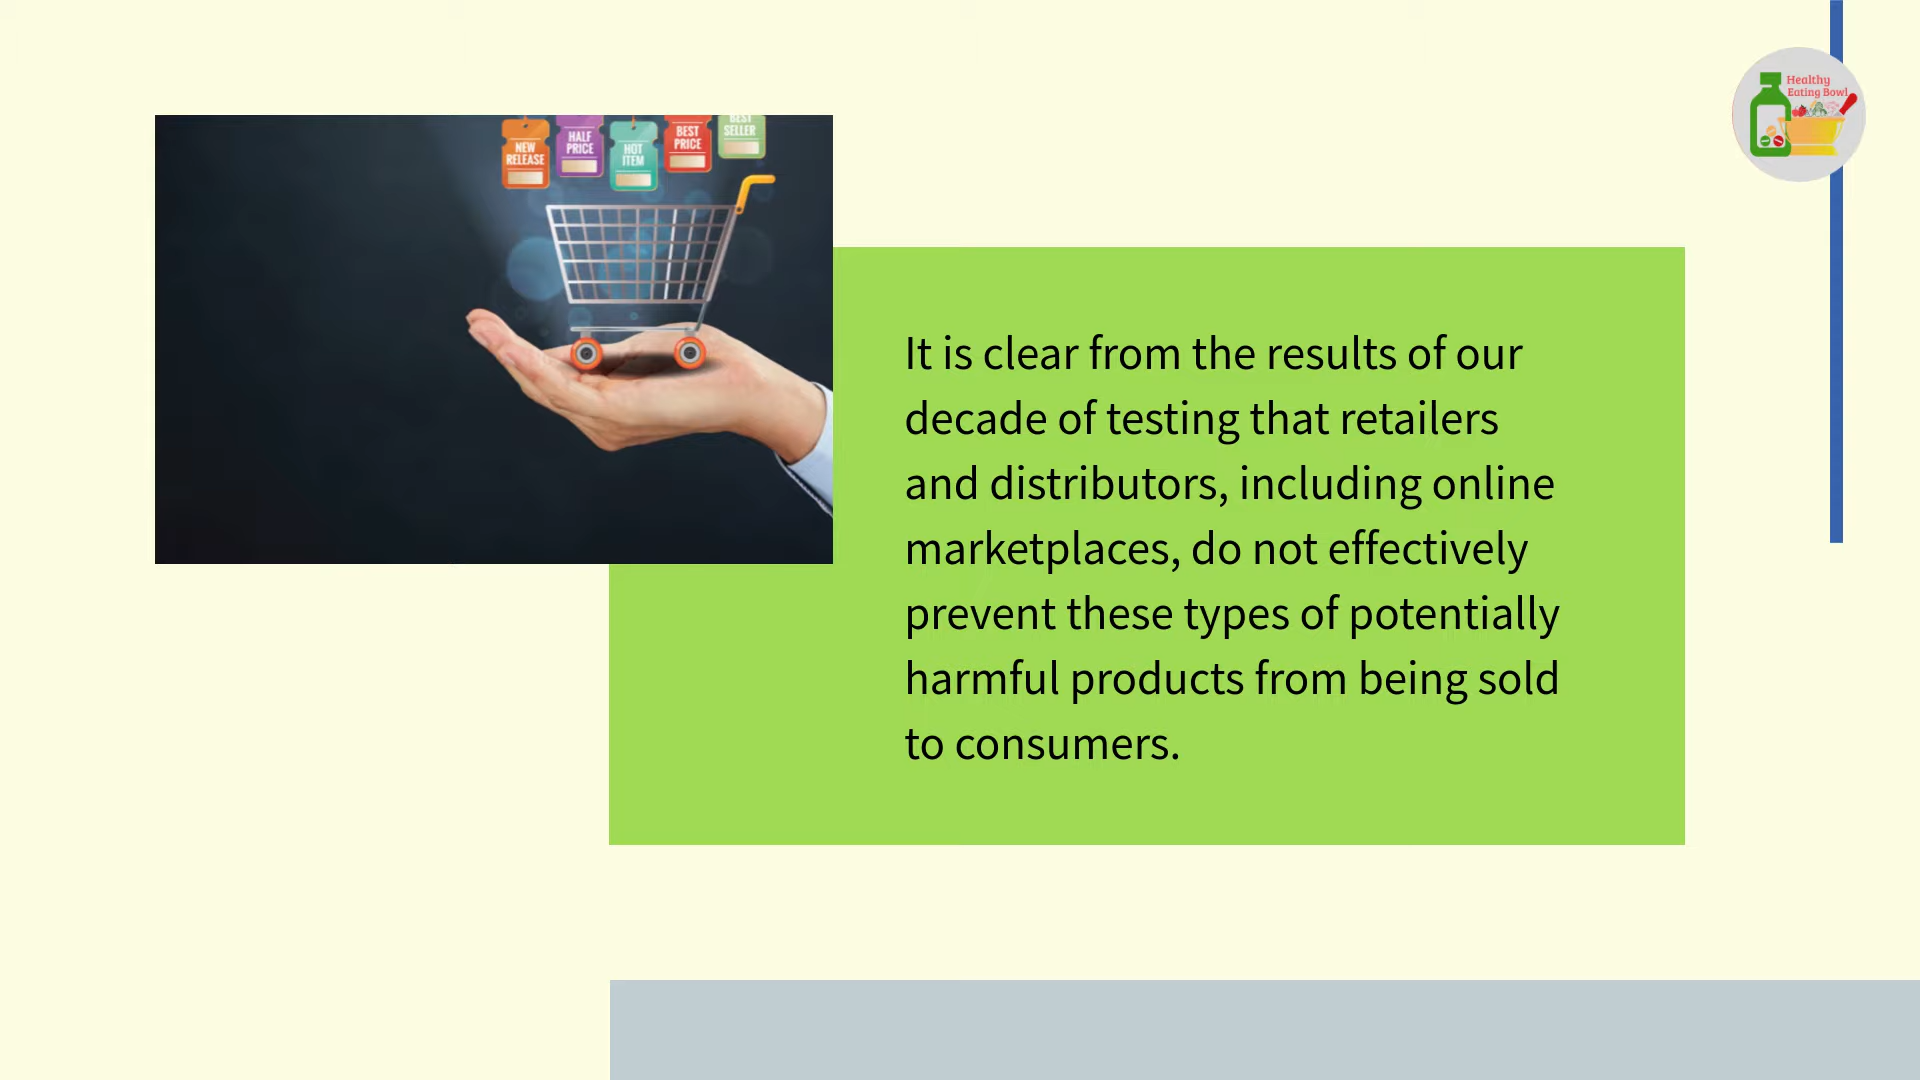 Healthy
Eating Bowl
NEW
RELEASE
HALF
PRICE
HOT
ITEM
BEST
PRICE
BEST
SELLER
It is clear from the results of our
decade of testing that retailers
and distributors, including online
marketplaces, do not effectively
prevent these types of potentially
harmful products from being sold
to consumers.